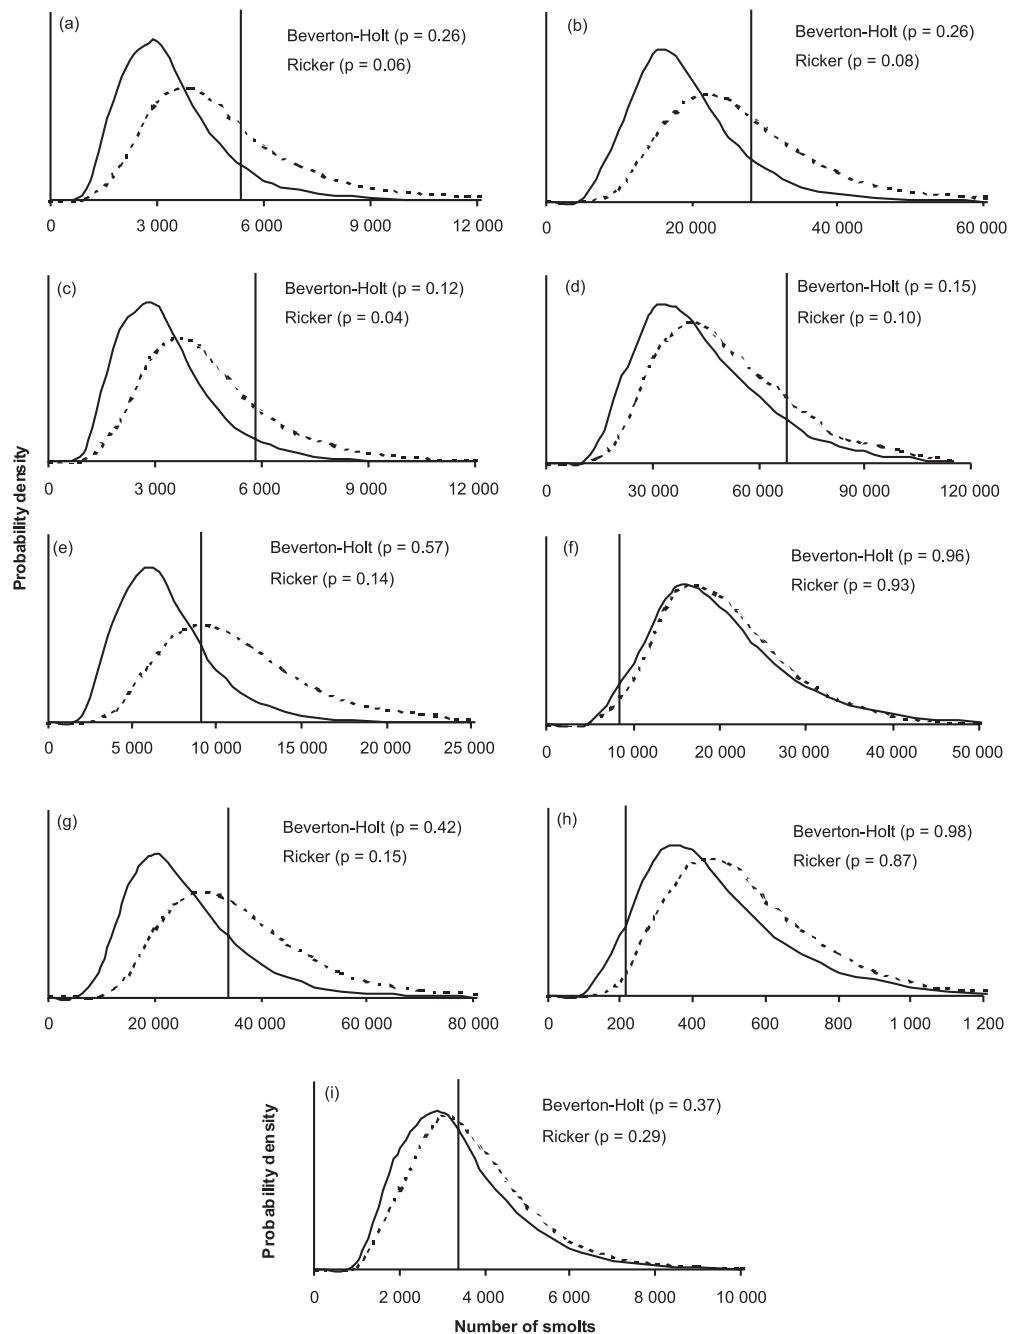 (a)
Beverton-Holt (p = 0.26)
Ricker (p = 0.06)
0 3 000 6 000 9 000 12 000
(b)
Beverton-Holt (p = 0.26)
Ricker (p = 0.08)
0 20 000 40 000 60 000
(c)
Beverton-Holt (p = 0.12)
Ricker (p = 0.04)
0 3 000 6 000 9 000 12 000
(d)
Beverton-Holt (p = 0.15)
Ricker (p = 0.10)
0 30 000 60 000 90 000 120 000
Probability density
(e)
Beverton-Holt (p = 0.57)
Ricker (p = 0.14)
0 5 000 10 000 15 000 20 000 25 000
(f)
Beverton-Holt (p = 0.96)
Ricker (p = 0.93)
0 10 000 20 000 30 000 40 000 50 000
(g)
Beverton-Holt (p = 0.42)
Ricker (p = 0.15)
0 20 000 40 000 60 000 80 000
(h)
Beverton-Holt (p = 0.98)
Ricker (p = 0.87)
0 200 400 600 800 1 000 1 200
(i)
Beverton-Holt (p = 0.37)
Ricker (p = 0.29)
Probability density
0 2 000 4 000 6 000 8 000 10 000
Number of smolts